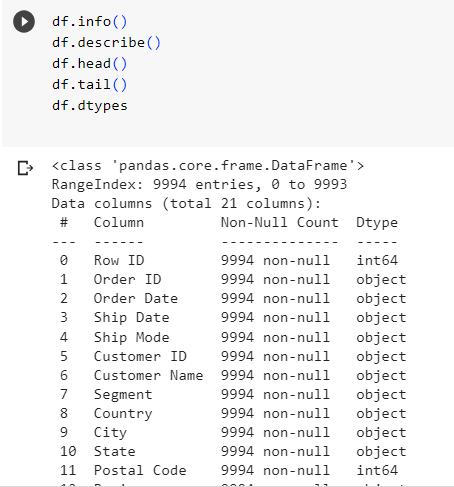 df.info()
df.describe()
df.head()
df.tail()
df.dtypes
<class 'pandas.core.frame.DataFrame'>
RangeIndex: 9994 entries, 0 to 9993
Data columns (total 21 columns):
 #   Column         Non-Null Count  Dtype
---  ------         --------------  -----
 0   Row ID         9994 non-null   int64
 1   Order ID       9994 non-null   object
 2   Order Date     9994 non-null   object
 3   Ship Date      9994 non-null   object
 4   Ship Mode      9994 non-null   object
 5   Customer ID    9994 non-null   object
 6   Customer Name  9994 non-null   object
 7   Segment        9994 non-null   object
 8   Country        9994 non-null   object
 9   City           9994 non-null   object
 10  State          9994 non-null   object
 11  Postal Code    9994 non-null   int64